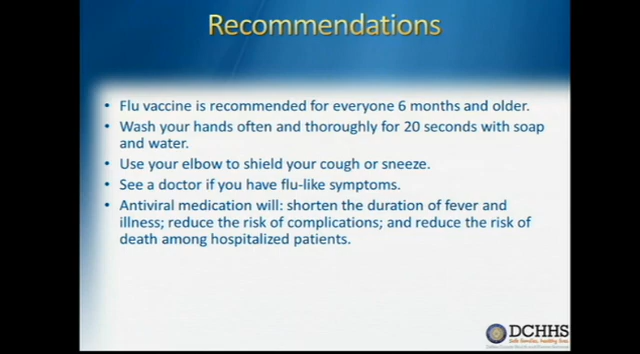 Recommendations
• Flu vaccine is recommended for everyone 6 months and older.
• Wash your hands often and thoroughly for 20 seconds with soap
and water.
• Use your elbow to shield your cough or sneeze.
• See a doctor if you have flu-like symptoms.
• Antiviral medication will: shorten the duration of fever and
illness; reduce the risk of complications; and reduce the risk of
death among hospitalized patients.
DCHHS